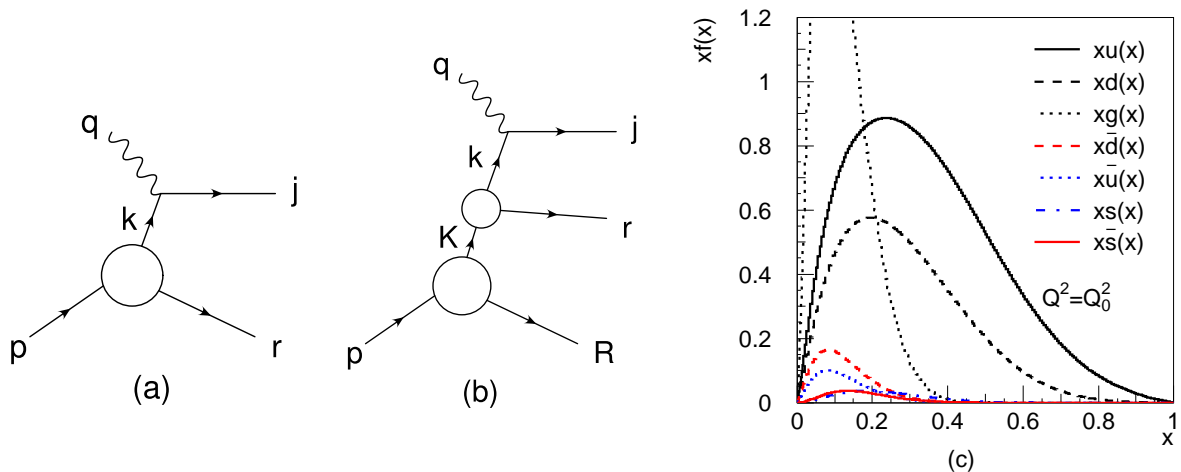 q
k
j
p
r
(a)
q
k
j
K
r
p
R
(b)
xf(x)
1.2
1
0.8
0.6
0.4
0.2
0
0 0.2 0.4 0.6 0.8 1
x
xu(x)
xd(x)
xg(x)
xd̄(x)
xū(x)
xs(x)
xs̄(x)
Q²=Q₀²
(c)